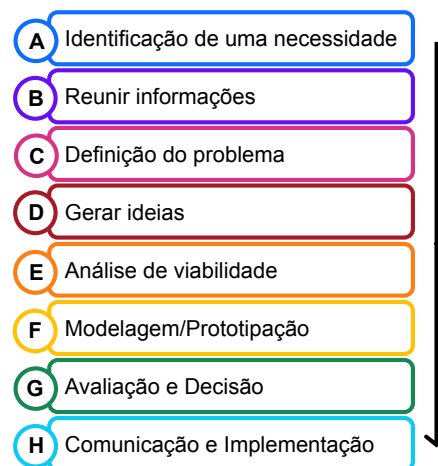 A Identificação de uma necessidade
B Reunir informações
C Definição do problema
D Gerar ideias
E Análise de viabilidade
F Modelagem/Prototipação
G Avaliação e Decisão
H Comunicação e Implementação